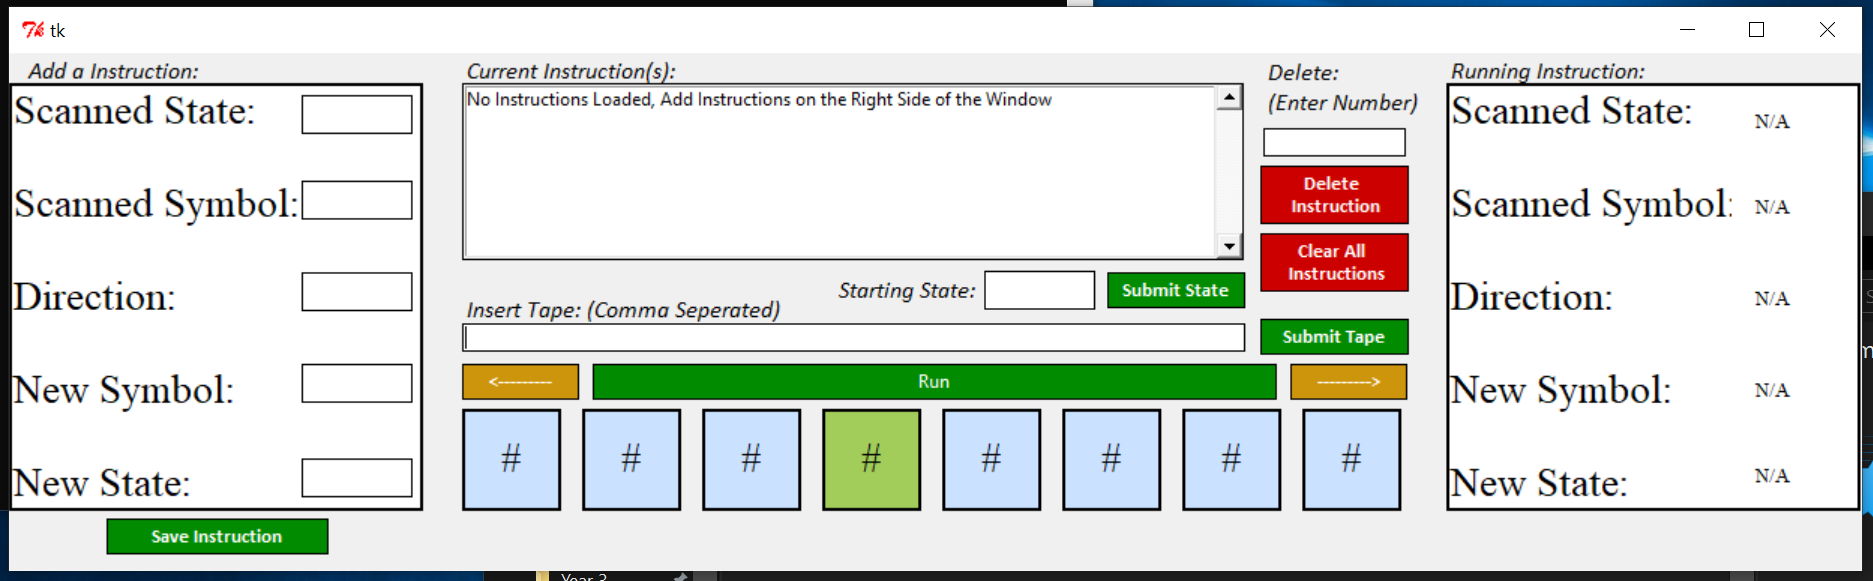 tk
Add a Instruction:
Scanned State:
Scanned Symbol:
Direction:
New Symbol:
New State:
Save Instruction
Current Instruction(s):
No Instructions Loaded, Add Instructions on the Right Side of the Window
Starting State:
Submit State
Insert Tape: (Comma Seperated)
Submit Tape
<---------
Run
--------->
# # # # # # # #
Delete:
(Enter Number)
Delete
Instruction
Clear All
Instructions
Running Instruction:
Scanned State: N/A
Scanned Symbol: N/A
Direction: N/A
New Symbol: N/A
New State: N/A
Year 3